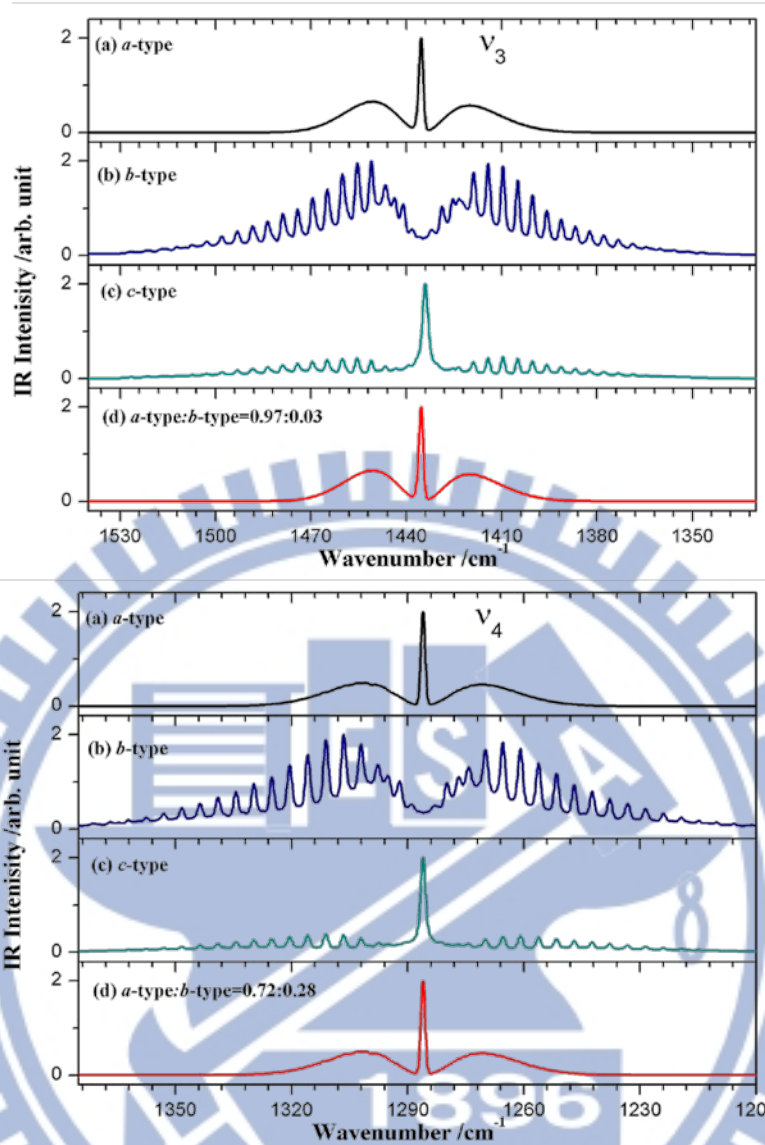 2
(a) a-type
ν3
0
2
(b) b-type
0
2
(c) c-type
0
2
(d) a-type:b-type=0.97:0.03
0
IR Intenisity /arb. unit
1530 1500 1470 1440 1410 1380 1350
Wavenumber /cm-1
2
(a) a-type
ν4
0
2
(b) b-type
0
2
(c) c-type
0
2
(d) a-type:b-type=0.72:0.28
0
IR Intenisity /arb. unit
1350 1320 1290 1260 1230 120
Wavenumber /cm-1
E S A
8
1896